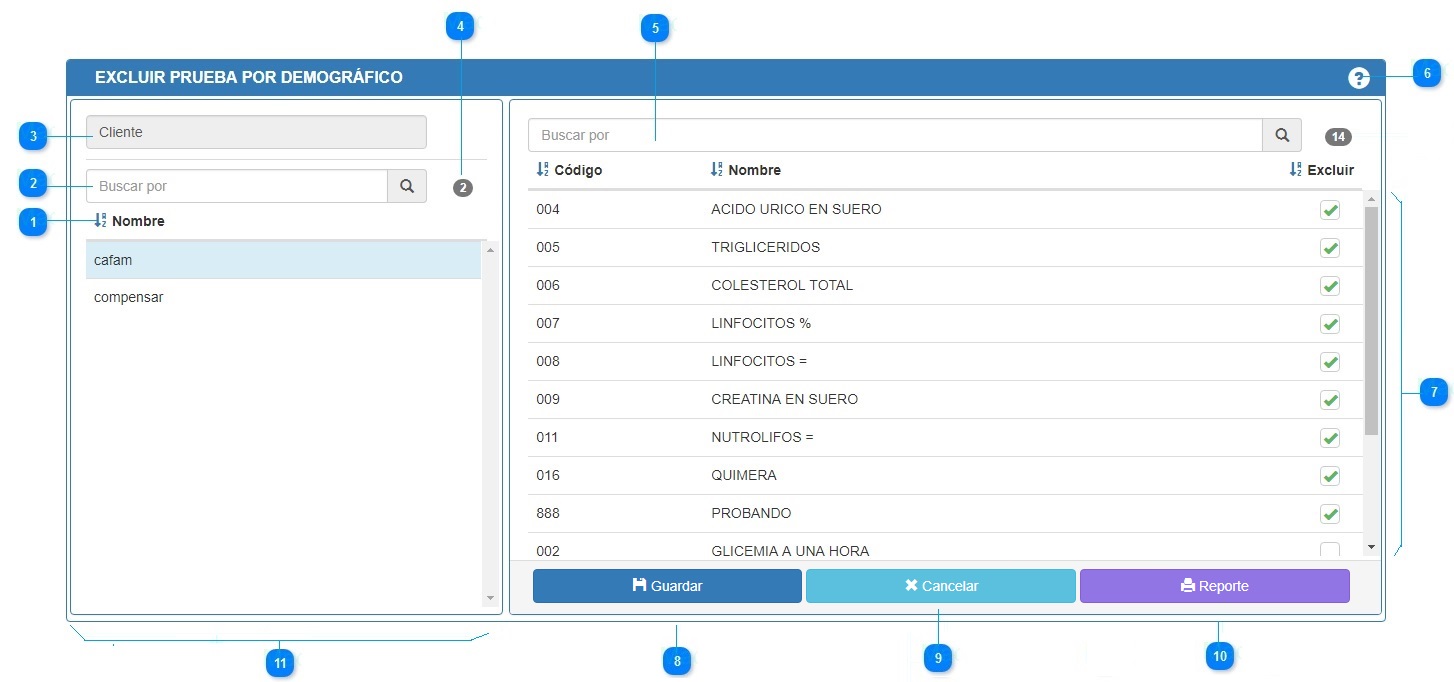 4
5
EXCLUIR PRUEBA POR DEMOGRÁFICO
?
6
3
Cliente
Buscar por
14
2
Buscar por
2
Código
Nombre
Excluir
1
Nombre
004 ACIDO URICO EN SUERO
005 TRIGLICERIDOS
006 COLESTEROL TOTAL
007 LINFOCITOS %
008 LINFOCITOS =
009 CREATINA EN SUERO
011 NUTROLIFOS =
016 QUIMERA
888 PROBANDO
002 GLICEMIA A UNA HORA
cafam
compensar
7
Guardar
Cancelar
Reporte
11
8
9
10